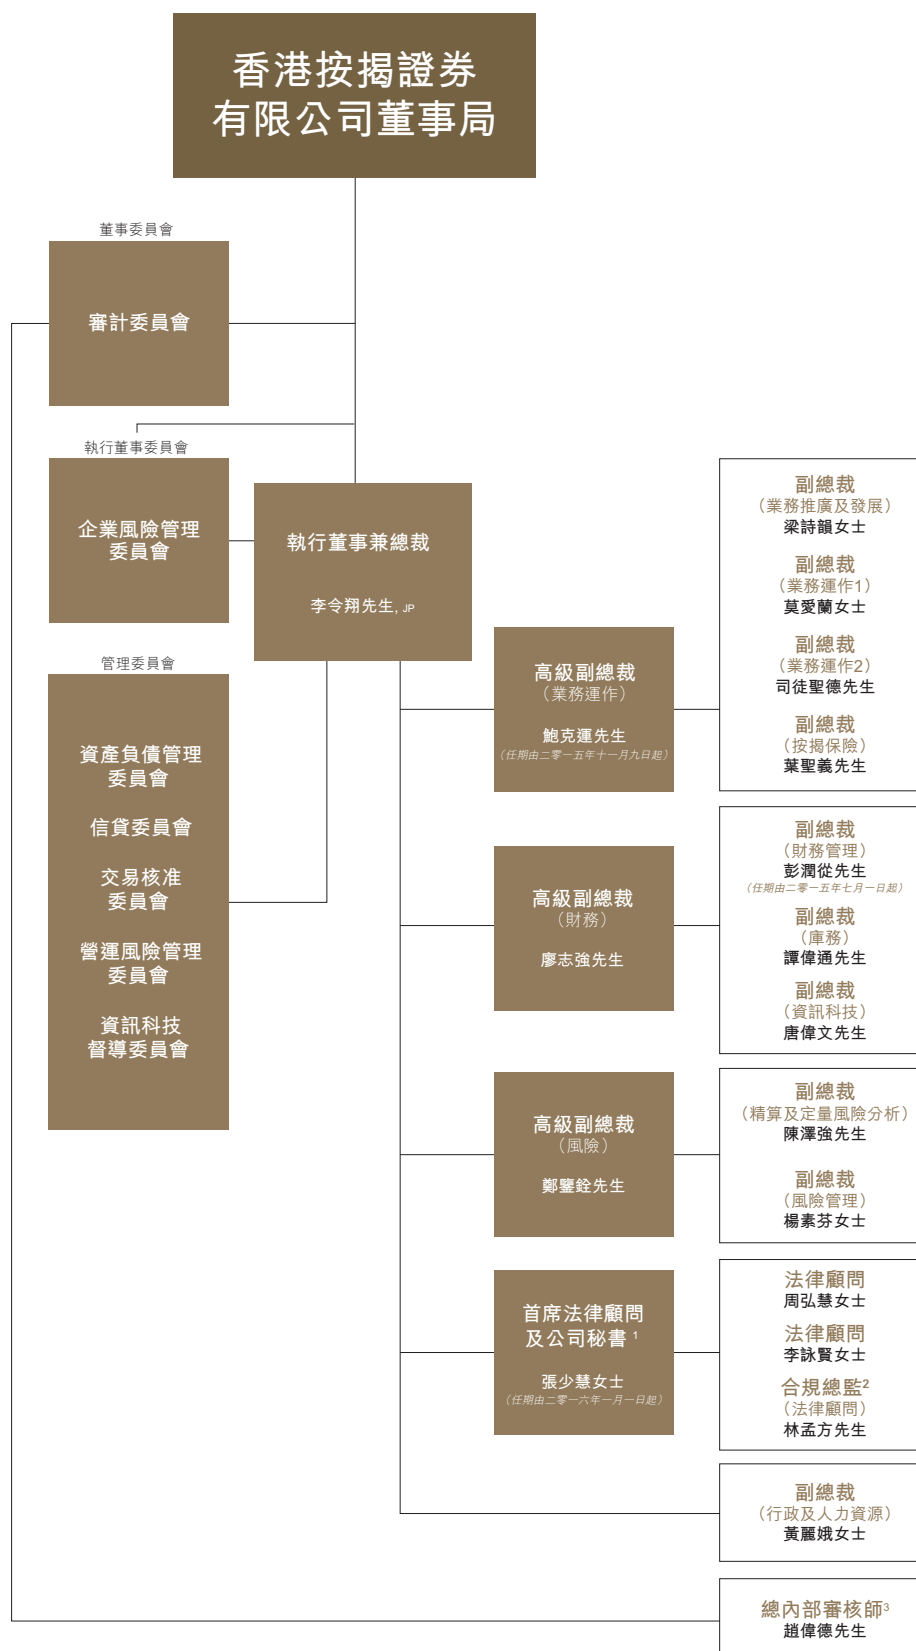 香港按揭證券
有限公司董事局
董事委員會
審計委員會
執行董事委員會
企業風險管理
委員會
執行董事兼總裁
李令翔先生, JP
管理委員會
資產負債管理
委員會
信貸委員會
交易核准
委員會
營運風險管理
委員會
資訊科技
督導委員會
高級副總裁
（業務運作）
鮑克運先生
（任期由二零一五年十一月九日起）
副總裁
（業務推廣及發展）
梁詩韻女士
副總裁
（業務運作1）
莫愛蘭女士
副總裁
（業務運作2）
司徒聖德先生
副總裁
（按揭保險）
葉聖義先生
高級副總裁
（財務）
廖志強先生
副總裁
（財務管理）
彭潤從先生
（任期由二零一五年七月一日起）
副總裁
（庫務）
譚偉通先生
副總裁
（資訊科技）
唐偉文先生
高級副總裁
（風險）
鄭鑒銓先生
副總裁
（精算及定量風險分析）
陳澤強先生
副總裁
（風險管理）
楊素芬女士
首席法律顧問
及公司秘書 1
張少慧女士
（任期由二零一六年一月一日起）
法律顧問
周弘慧女士
法律顧問
李詠賢女士
合規總監2
（法律顧問）
林孟方先生
副總裁
（行政及人力資源）
黃麗娥女士
總內部審核師3
趙偉德先生